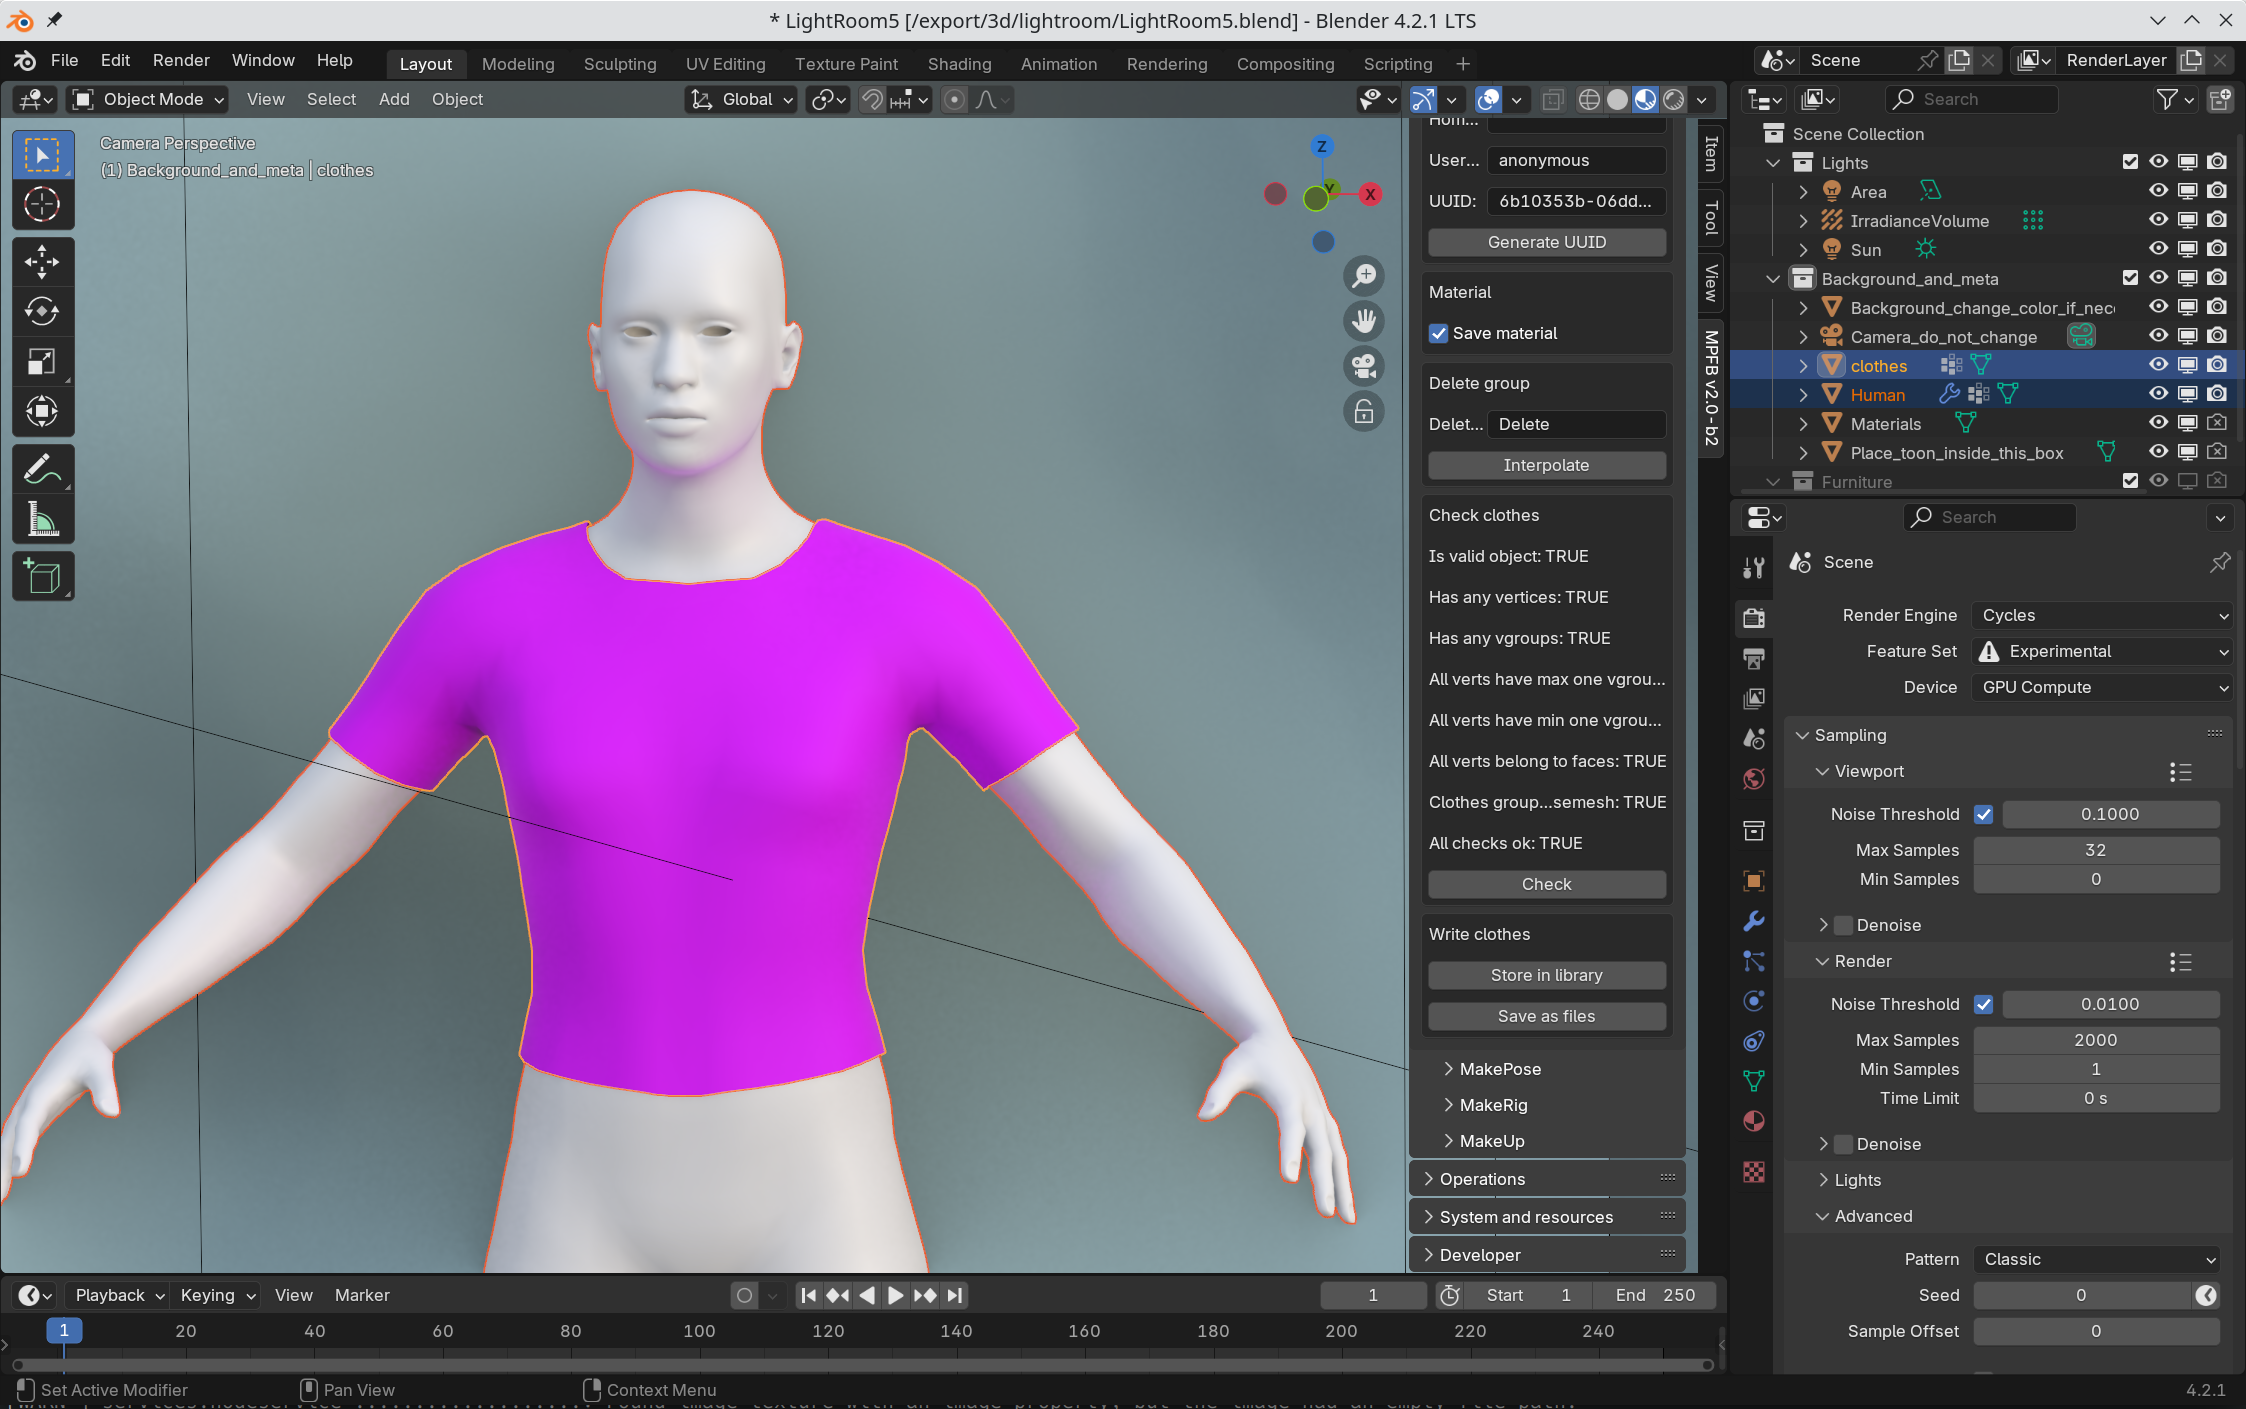 * LightRoom5 [/export/3d/lightroom/LightRoom5.blend] - Blender 4.2.1 LTS
File Edit Render Window Help Layout Modeling Sculpting UV Editing Texture Paint Shading Animation Rendering Compositing Scripting + Scene RenderLayer
Object Mode View Select Add Object Global
Camera Perspective
(1) Background_and_meta | clothes
Z
Y
X
User... anonymous
UUID: 6b10353b-06dd...
Generate UUID
Material
Save material
Delete group
Delet... Delete
Interpolate
Check clothes
Is valid object: TRUE
Has any vertices: TRUE
Has any vgroups: TRUE
All verts have max one vgrou...
All verts have min one vgrou...
All verts belong to faces: TRUE
Clothes group...semesh: TRUE
All checks ok: TRUE
Check
Write clothes
Store in library
Save as files
MakePose
MakeRig
MakeUp
Operations
System and resources
Developer
Item
Tool
View
MPFB v2.0-b2
Search
Scene Collection
Lights
Area
IrradianceVolume
Sun
Background_and_meta
Background_change_color_if_nec
Camera_do_not_change
clothes
Human
Materials
Place_toon_inside_this_box
Furniture
Search
Scene
Render Engine Cycles
Feature Set Experimental
Device GPU Compute
Sampling
Viewport
Noise Threshold 0.1000
Max Samples 32
Min Samples 0
Denoise
Render
Noise Threshold 0.0100
Max Samples 2000
Min Samples 1
Time Limit 0 s
Denoise
Lights
Advanced
Pattern Classic
Seed 0
Sample Offset 0
Playback Keying View Marker 1 Start 1 End 250
1 20 40 60 80 100 120 140 160 180 200 220 240
Set Active Modifier Pan View Context Menu 4.2.1